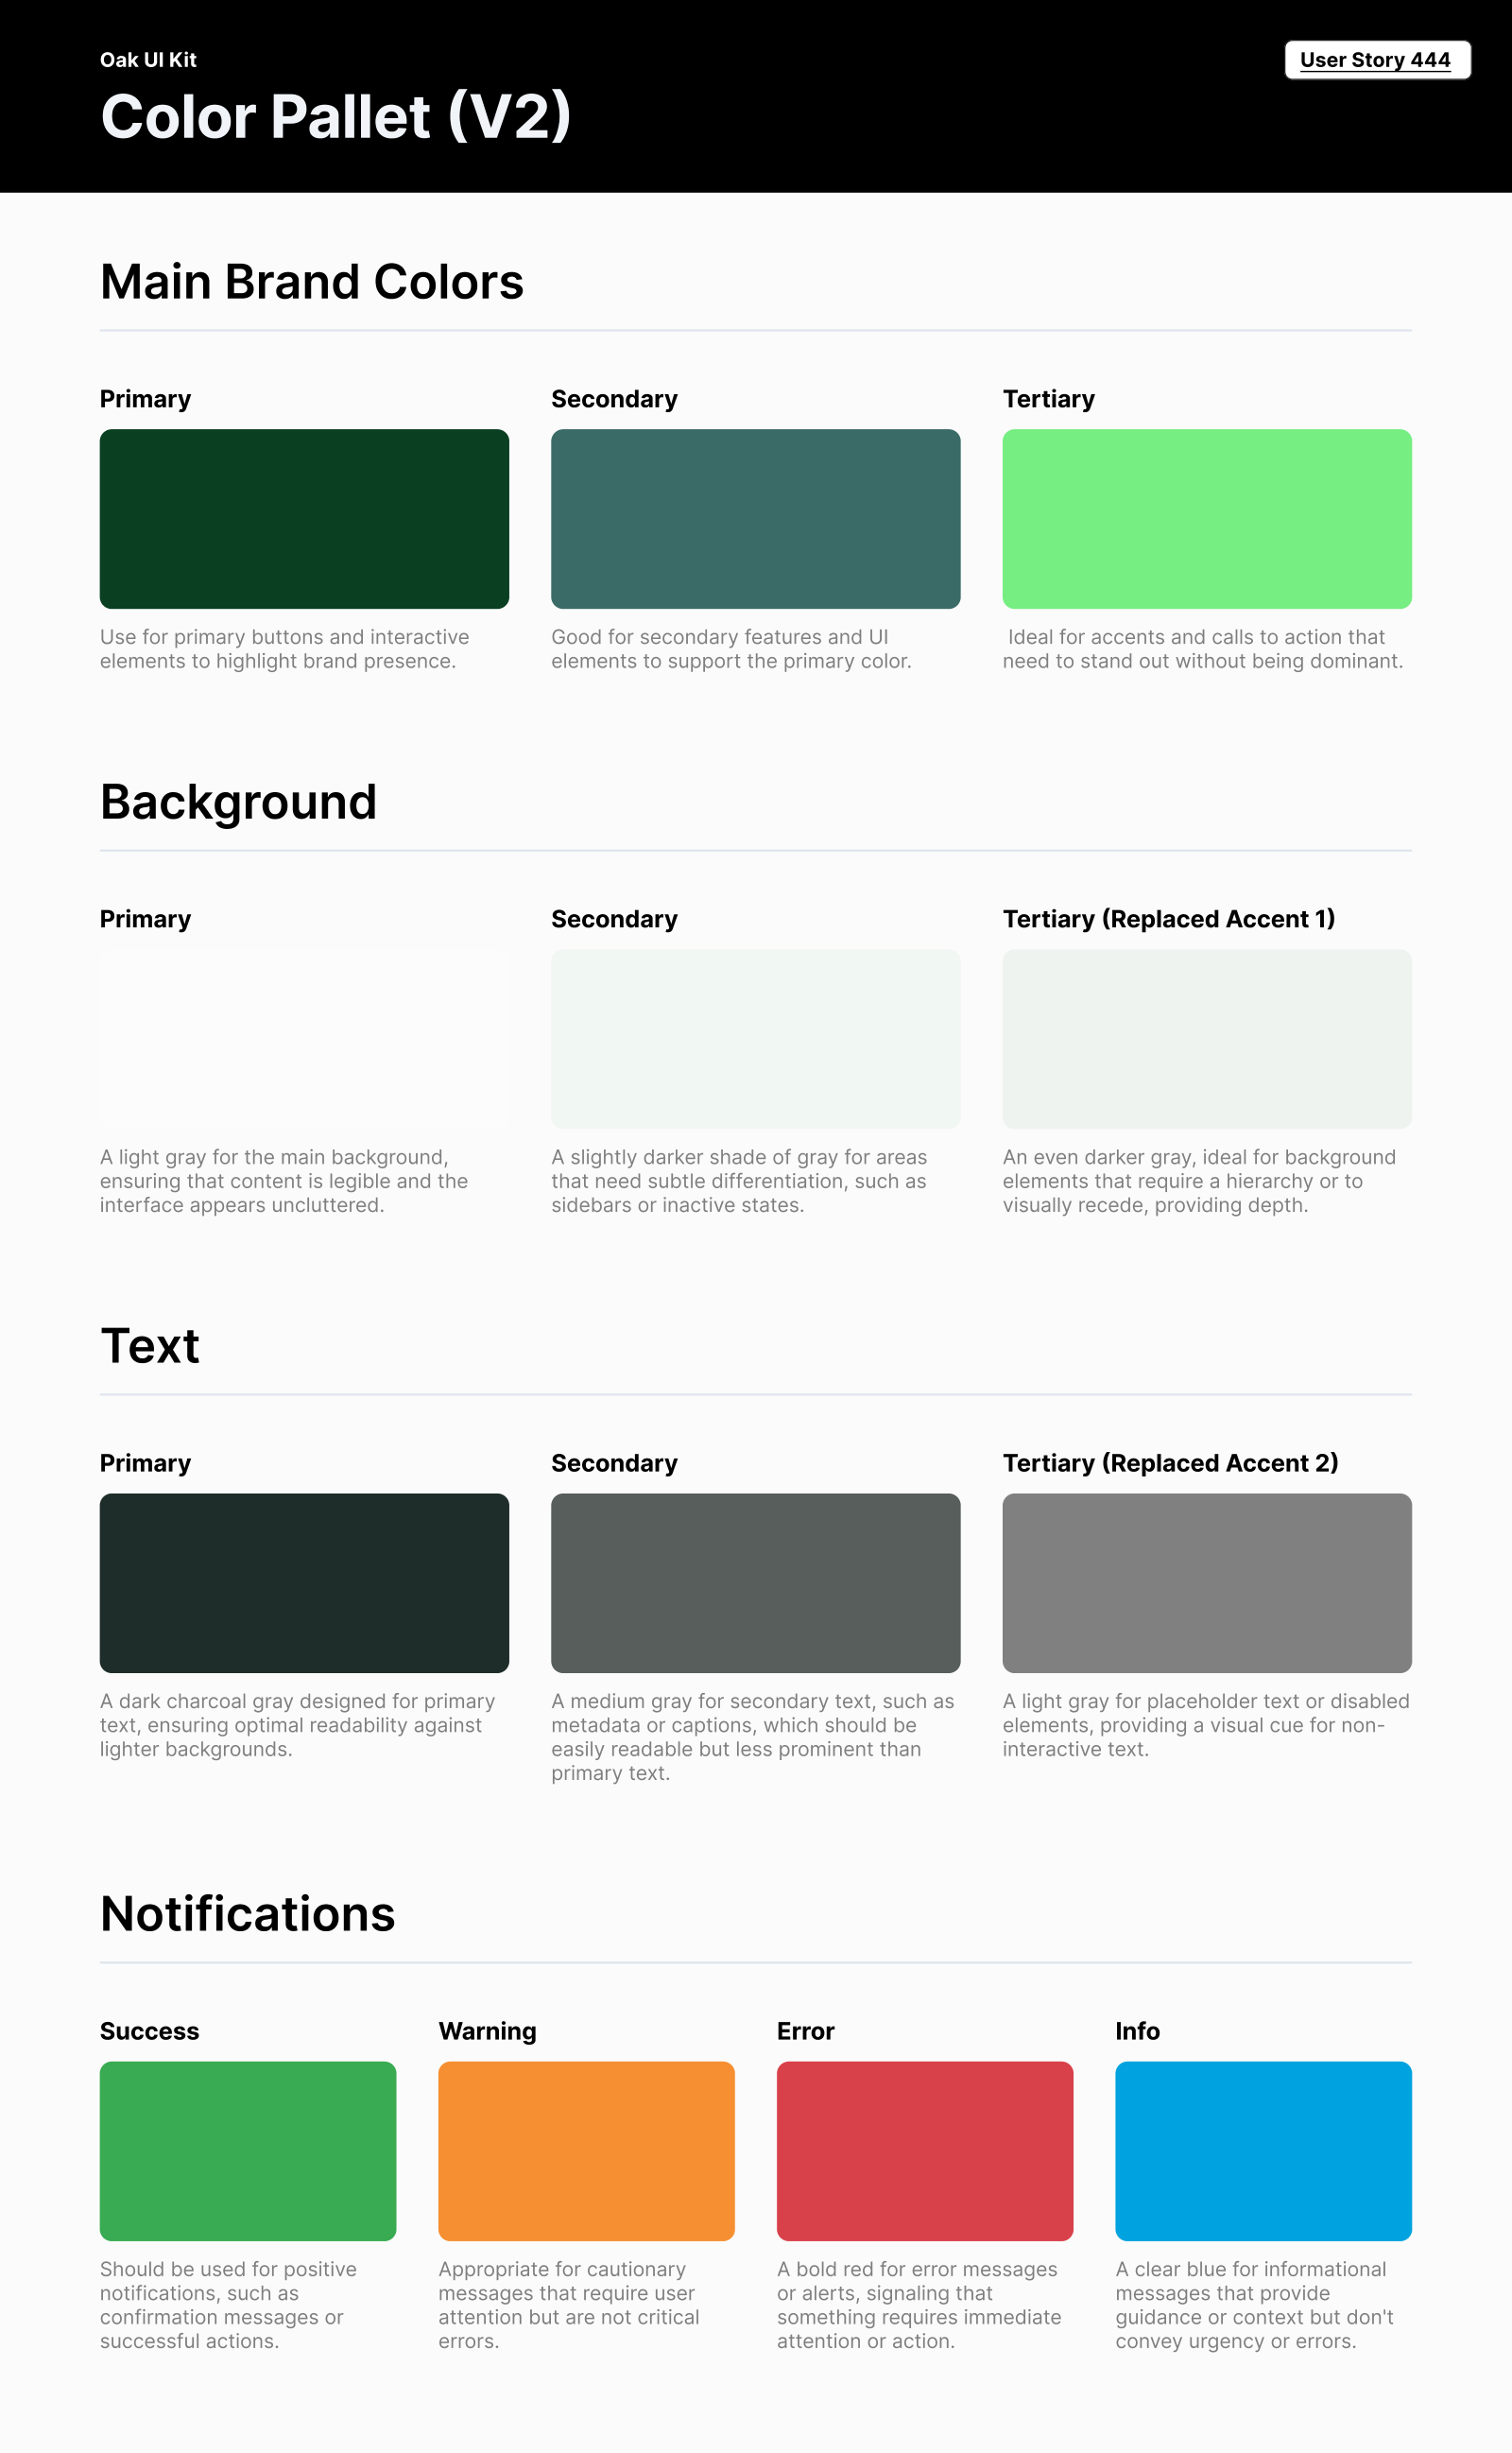 Oak UI Kit
User Story 444
Color Pallet (V2)
Main Brand Colors
Primary
Secondary
Tertiary
Use for primary buttons and interactive
elements to highlight brand presence.
Good for secondary features and UI
elements to support the primary color.
Ideal for accents and calls to action that
need to stand out without being dominant.
Background
Primary
Secondary
Tertiary (Replaced Accent 1)
A light gray for the main background,
ensuring that content is legible and the
interface appears uncluttered.
A slightly darker shade of gray for areas
that need subtle differentiation, such as
sidebars or inactive states.
An even darker gray, ideal for background
elements that require a hierarchy or to
visually recede, providing depth.
Text
Primary
Secondary
Tertiary (Replaced Accent 2)
A dark charcoal gray designed for primary
text, ensuring optimal readability against
lighter backgrounds.
A medium gray for secondary text, such as
metadata or captions, which should be
easily readable but less prominent than
primary text.
A light gray for placeholder text or disabled
elements, providing a visual cue for non-
interactive text.
Notifications
Success
Warning
Error
Info
Should be used for positive
notifications, such as
confirmation messages or
successful actions.
Appropriate for cautionary
messages that require user
attention but are not critical
errors.
A bold red for error messages
or alerts, signaling that
something requires immediate
attention or action.
A clear blue for informational
messages that provide
guidance or context but don't
convey urgency or errors.